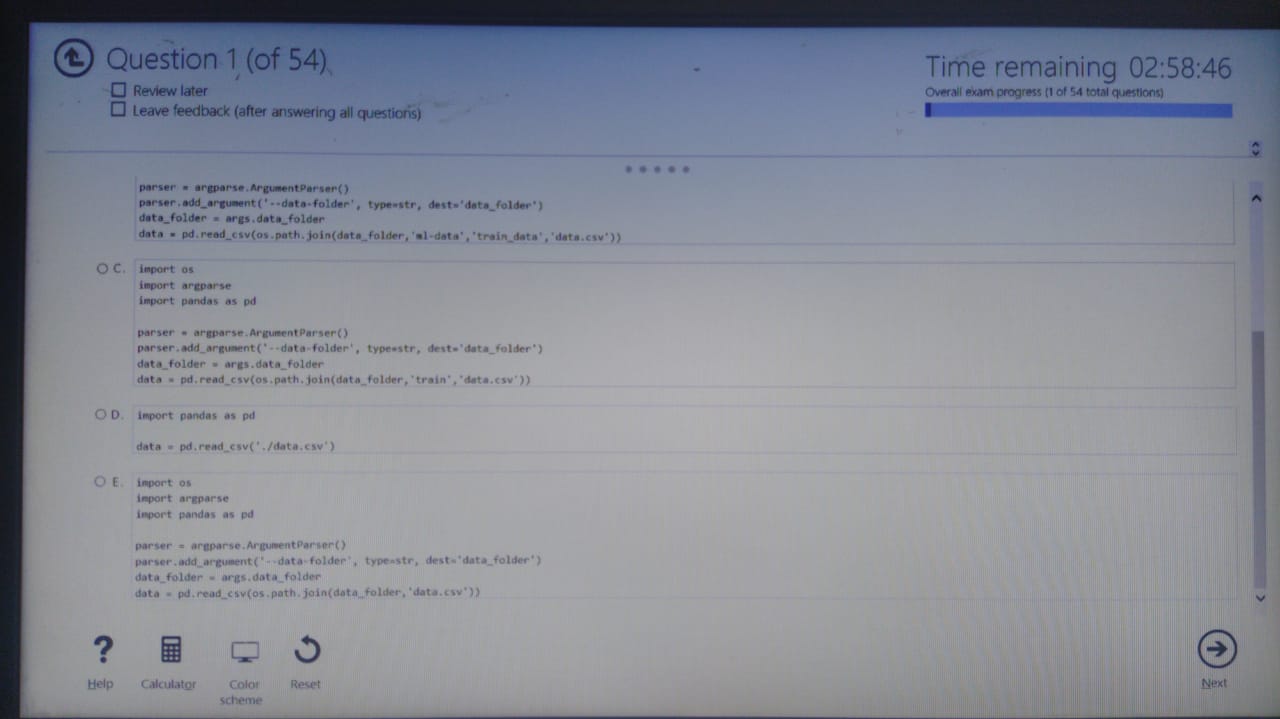 Question 1 (of 54)
Review later
Leave feedback (after answering all questions)
Time remaining 02:58:46
Overall exam progress (1 of 54 total questions)
parser = argparse.ArgumentParser()
parser.add_argument('--data-folder', type=str, dest='data_folder')
data_folder = args.data_folder
data = pd.read_csv(os.path.join(data_folder,'ml-data','train_data','data.csv'))
C.
import os
import argparse
import pandas as pd
parser = argparse.ArgumentParser()
parser.add_argument('--data-folder', type=str, dest='data_folder')
data_folder = args.data_folder
data = pd.read_csv(os.path.join(data_folder,'train','data.csv'))
D.
import pandas as pd
data = pd.read_csv('./data.csv')
E.
import os
import argparse
import pandas as pd
parser = argparse.ArgumentParser()
parser.add_argument('--data-folder', type=str, dest='data_folder')
data_folder = args.data_folder
data = pd.read_csv(os.path.join(data_folder,'data.csv'))
?
Help
Calculator
Color
scheme
Reset
Next